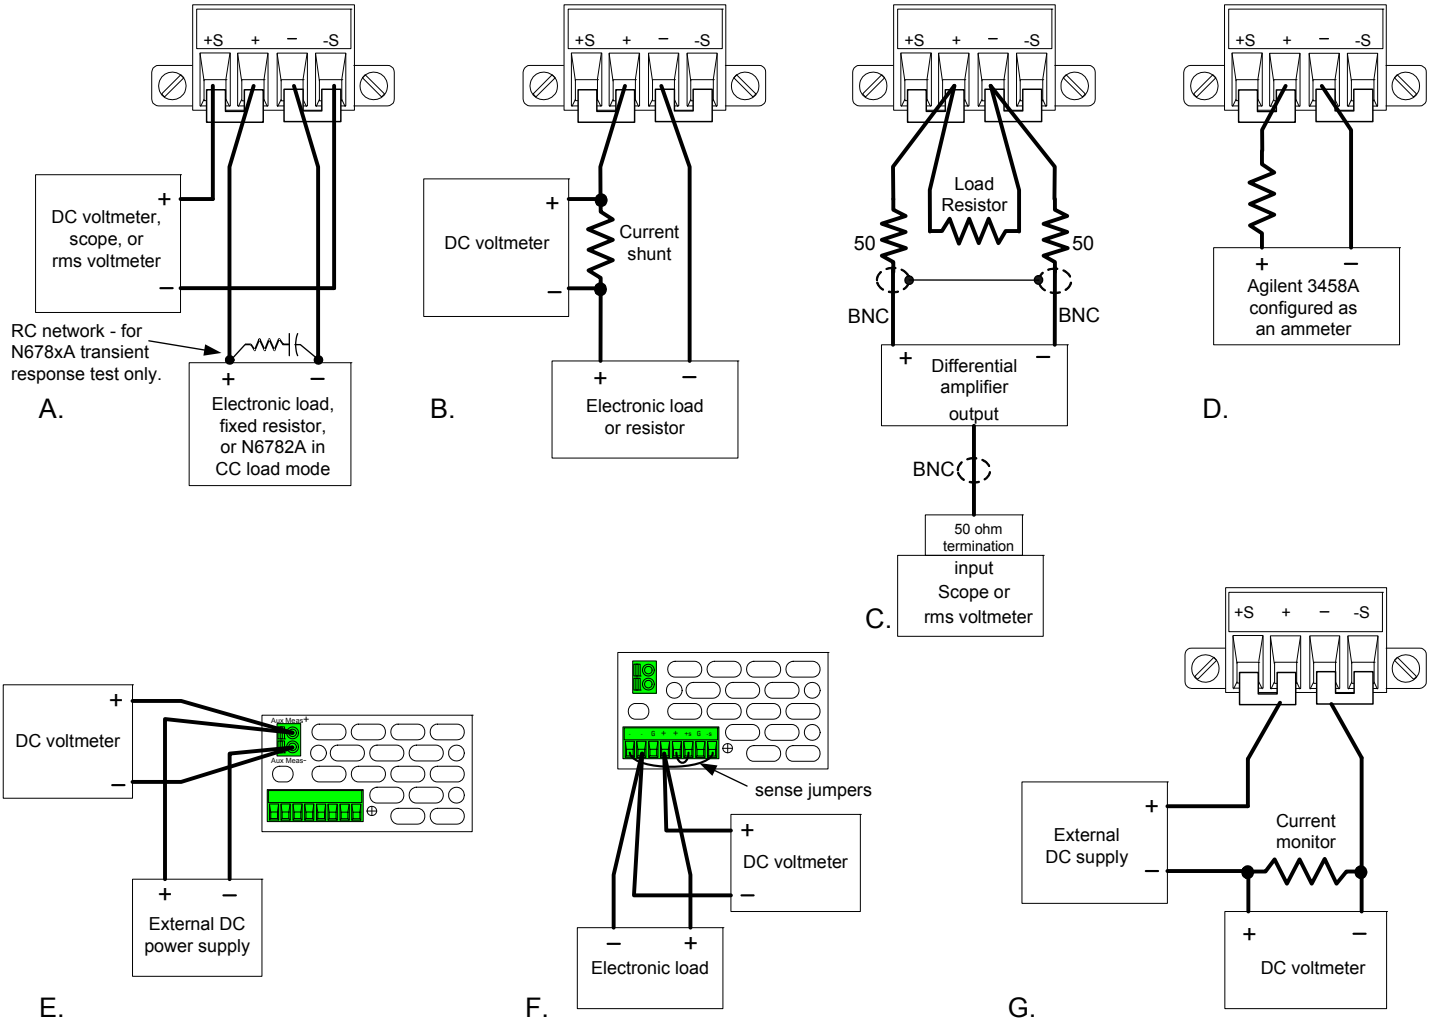 +S + − -S
DC voltmeter,
scope, or
rms voltmeter
+
−
RC network - for
N678xA transient
response test only.
+ −
Electronic load,
fixed resistor,
or N6782A in
CC load mode
A.
+S + − -S
DC voltmeter
+
−
Current
shunt
+ −
Electronic load
or resistor
B.
+S + − -S
Load
Resistor
50
50
BNC
BNC
+ −
Differential
amplifier
output
BNC
50 ohm
termination
input
Scope or
rms voltmeter
C.
+S + − -S
+ −
Agilent 3458A
configured as
an ammeter
D.
DC voltmeter
+
−
Aux Meas+
Aux Meas-
+ −
External DC
power supply
E.
- - G + + +s G -s
sense jumpers
+
DC voltmeter
−
− +
Electronic load
F.
+S + − -S
+
External
DC supply
−
Current
monitor
+ −
DC voltmeter
G.